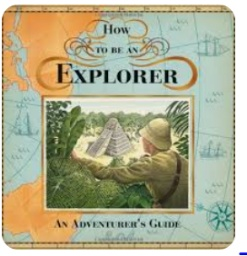 How
TO BE AN
EXPLORER
AN ADVENTURER'S GUIDE